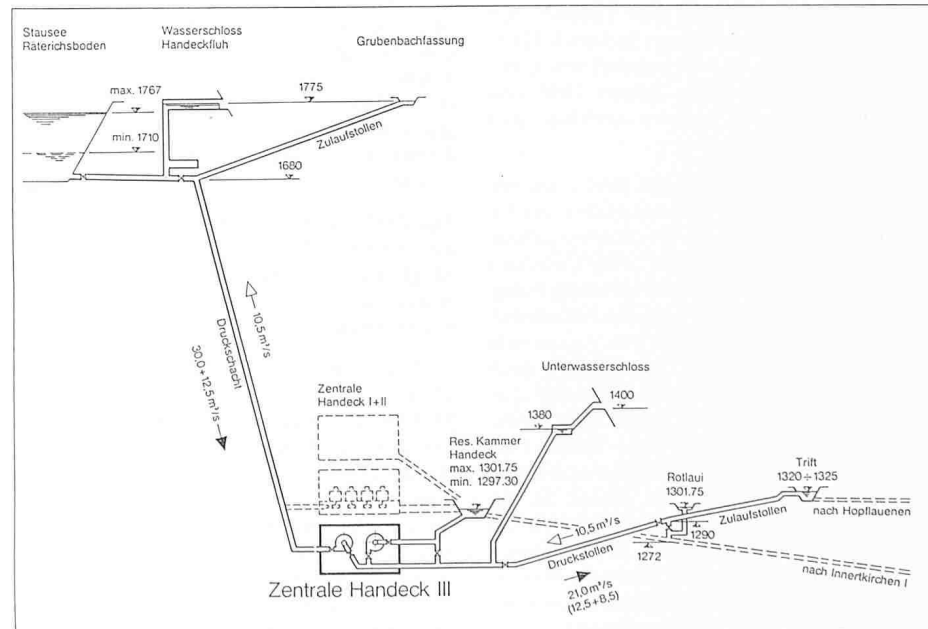 Stausee
Räterichsboden
Wasserschloss
Handeckfluh
Grubenbachfassung
max. 1767
1775
min. 1710
Zulaufstollen
1680
10,5 m³/s
Druckschacht
30,0 + 12,5 m³/s
Unterwasserschloss
Zentrale
Handeck I+II
1380
1400
Res. Kammer
Handeck
max. 1301.75
min. 1297.30
Trift
1320 ÷ 1325
Rotlaui
1301.75
Zulaufstollen
nach Hopflauenen
10,5 m³/s
1290
Druckstollen
1272
nach Innertkirchen I
21,0 m³/s
(12,5 + 8,5)
Zentrale Handeck III